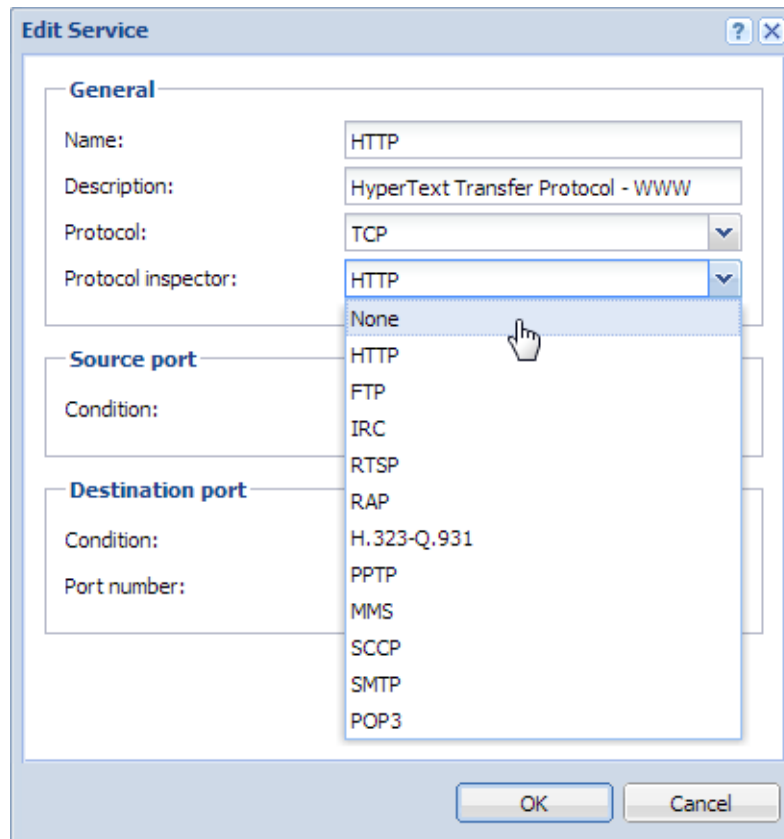 Edit Service
General
Name: HTTP
Description: HyperText Transfer Protocol - WWW
Protocol: TCP
Protocol inspector: HTTP
None
HTTP
FTP
IRC
RTSP
RAP
H.323-Q.931
PPTP
MMS
SCCP
SMTP
POP3
Source port
Condition:
Destination port
Condition:
Port number:
OK Cancel